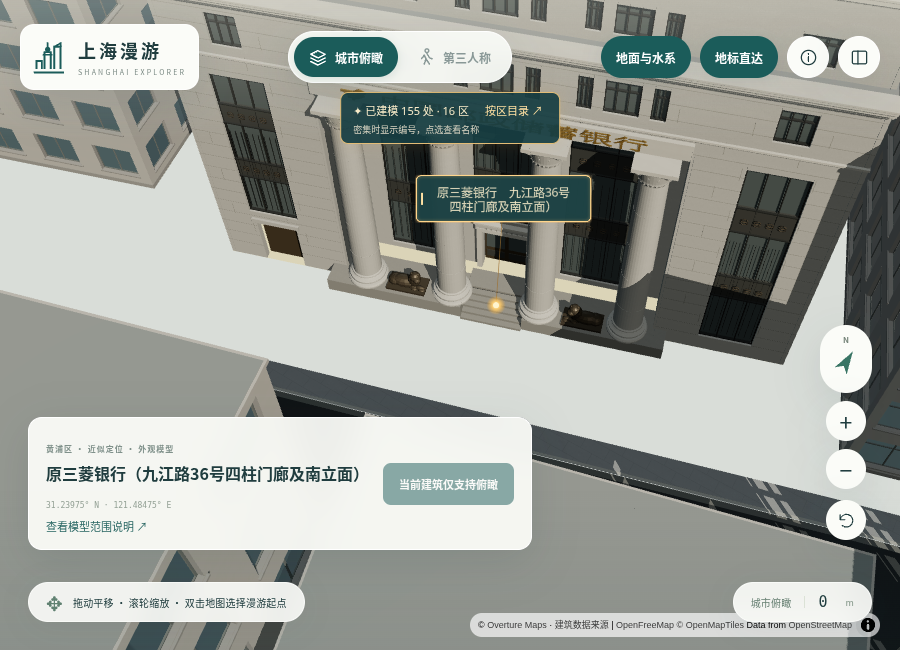 上海漫游
SHANGHAI EXPLORER
城市俯瞰
第三人称
地面与水系
地标直达
✦ 已建模 155 处 · 16 区 按区目录 ↗
密集时显示编号，点选查看名称
银行
原三菱银行 九江路36号
四柱门廊及南立面）
N
+
−
黄浦区 · 近似定位 · 外观模型
原三菱银行（九江路36号四柱门廊及南立面）
当前建筑仅支持俯瞰
31.23975° N · 121.48475° E
查看模型范围说明 ↗
拖动平移 · 滚轮缩放 · 双击地图选择漫游起点
城市俯瞰 0 m
© Overture Maps · 建筑数据来源 | OpenFreeMap © OpenMapTiles Data from OpenStreetMap